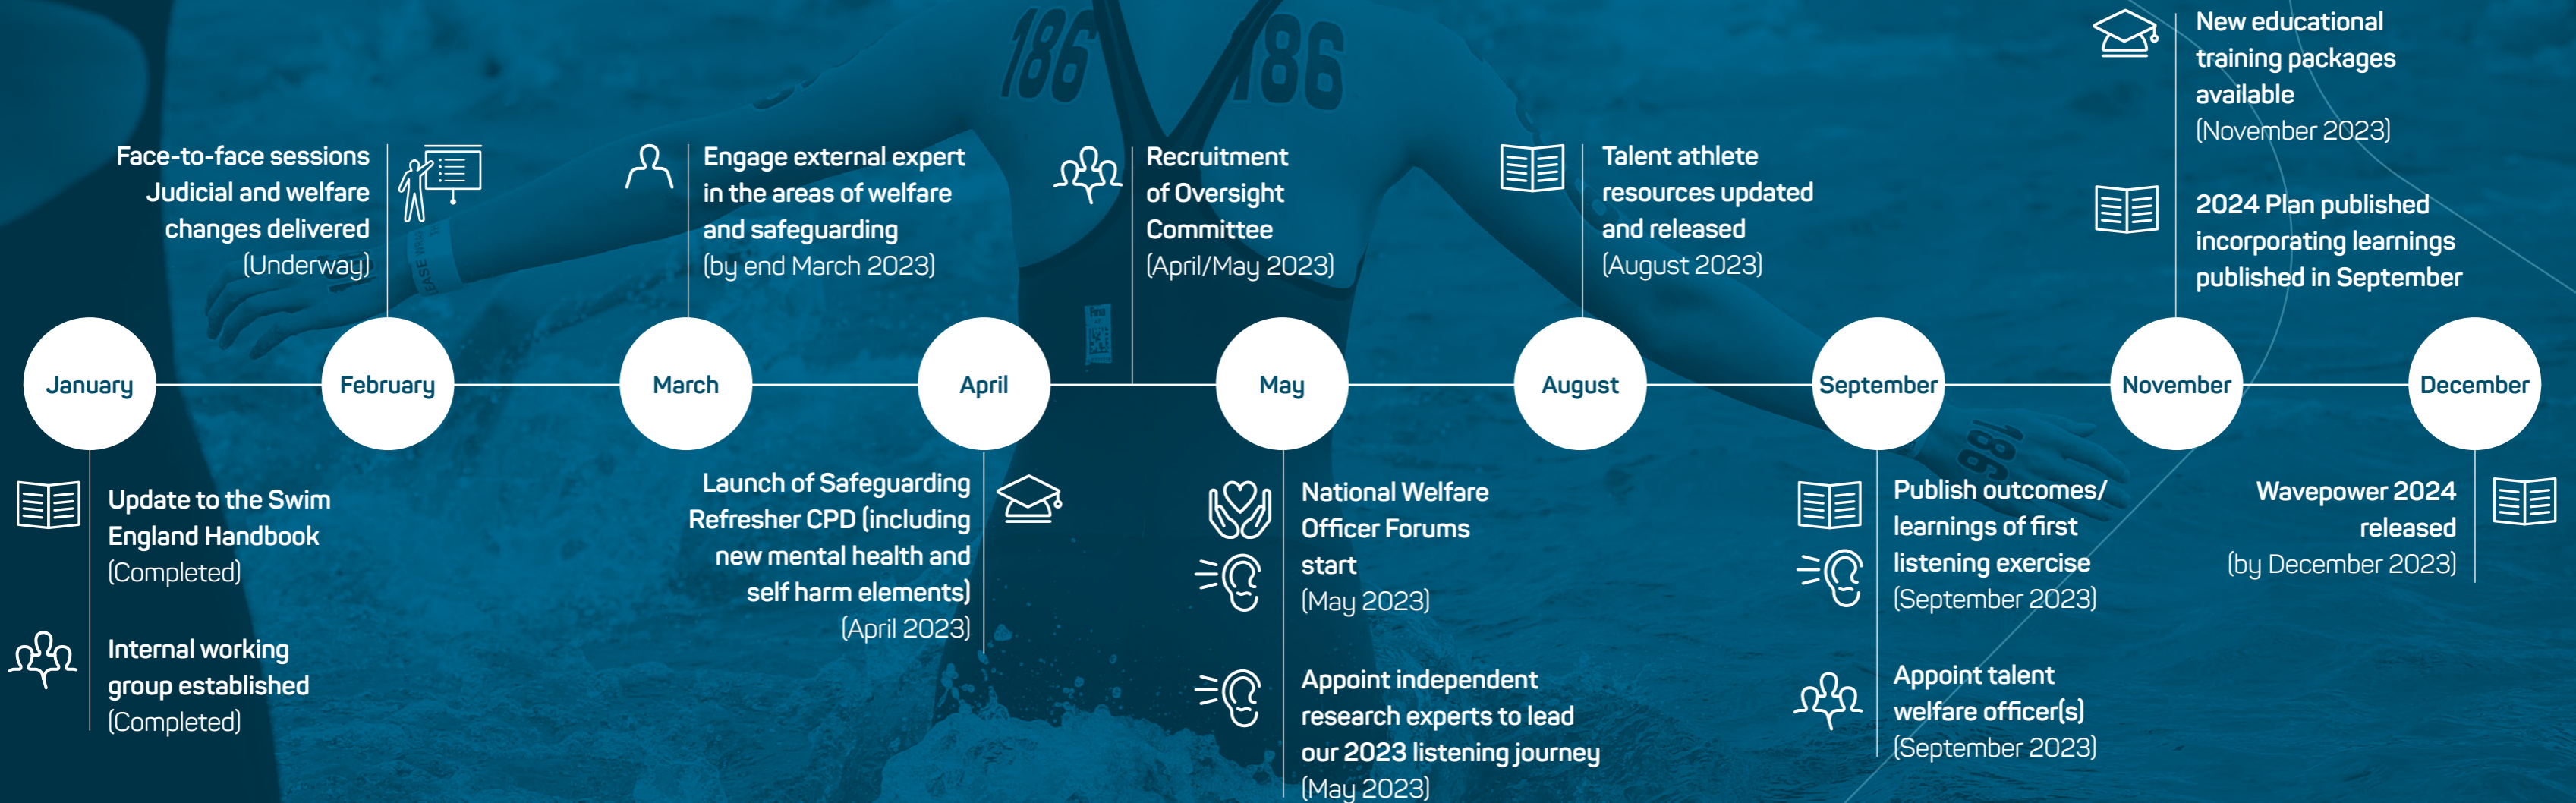 186
186
Face-to-face sessions
Judicial and welfare
changes delivered
(Underway)
Engage external expert
in the areas of welfare
and safeguarding
(by end March 2023)
Recruitment
of Oversight
Committee
(April/May 2023)
Talent athlete
resources updated
and released
(August 2023)
New educational
training packages
available
(November 2023)
2024 Plan published
incorporating learnings
published in September
January
February
March
April
May
August
September
November
December
Update to the Swim
England Handbook
(Completed)
Internal working
group established
(Completed)
Launch of Safeguarding
Refresher CPD (including
new mental health and
self harm elements)
(April 2023)
National Welfare
Officer Forums
start
(May 2023)
Appoint independent
research experts to lead
our 2023 listening journey
(May 2023)
186
Publish outcomes/
learnings of first
listening exercise
(September 2023)
Appoint talent
welfare officer(s)
(September 2023)
Wavepower 2024
released
(by December 2023)